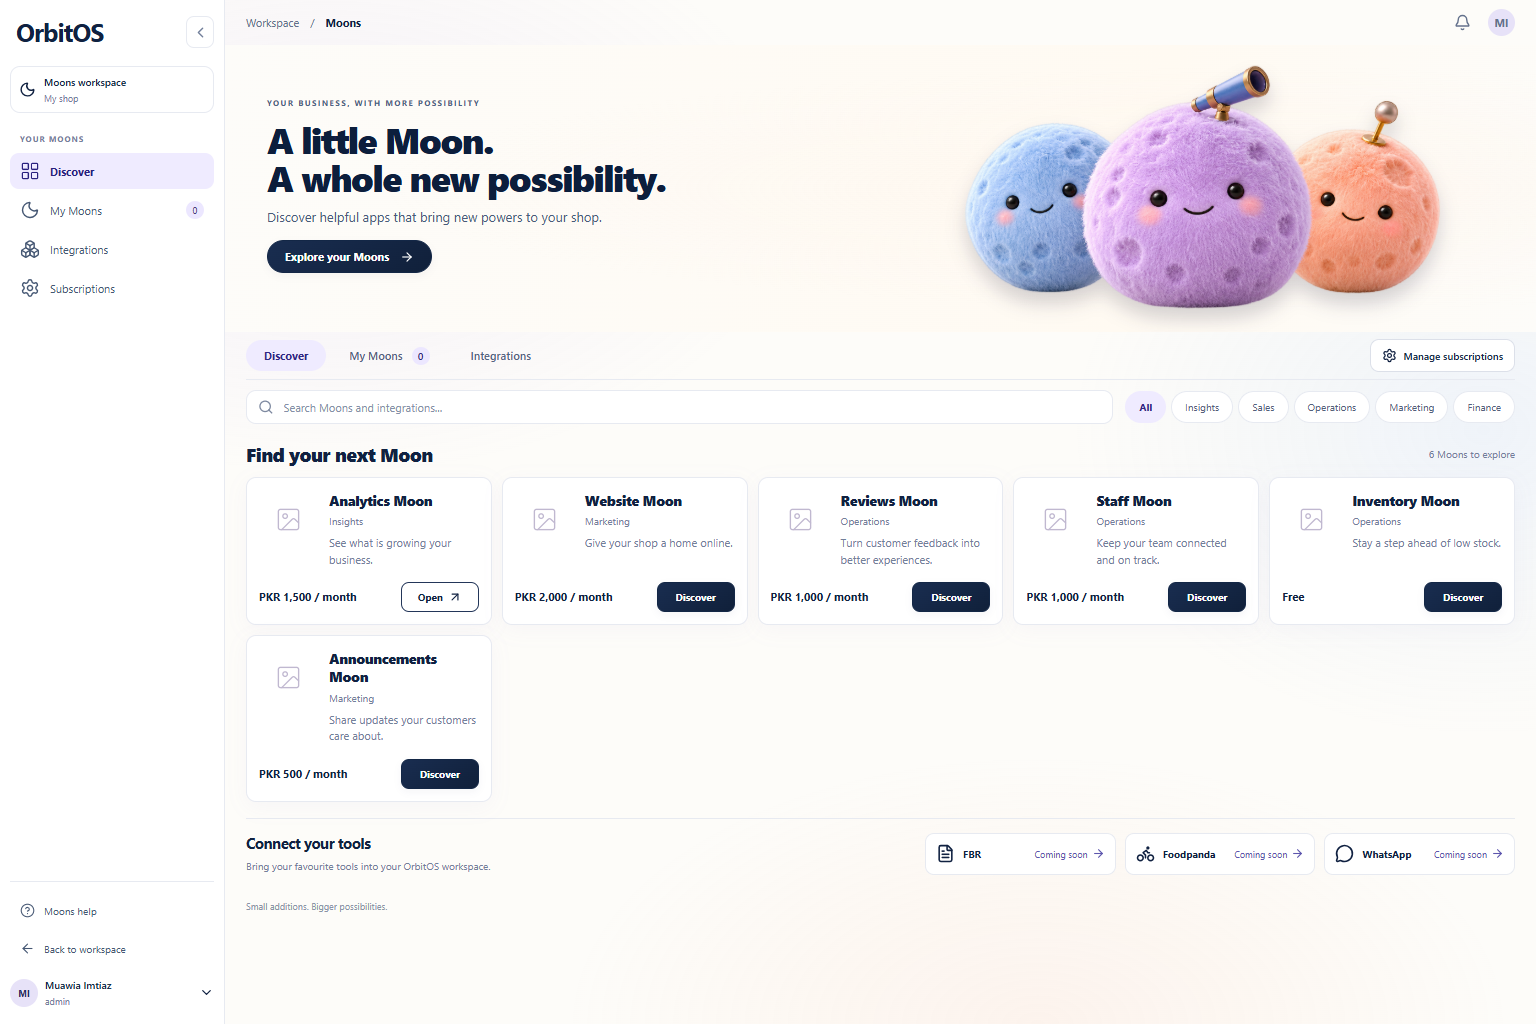 OrbitOS
Moons workspace
My shop
YOUR MOONS
Discover
My Moons 0
Integrations
Subscriptions
Moons help
Back to workspace
MI
Muawia Imtiaz
admin
Workspace / Moons
MI
YOUR BUSINESS, WITH MORE POSSIBILITY
A little Moon.
A whole new possibility.
Discover helpful apps that bring new powers to your shop.
Explore your Moons
Discover My Moons 0 Integrations
Manage subscriptions
Search Moons and integrations...
All Insights Sales Operations Marketing Finance
Find your next Moon
6 Moons to explore
Analytics Moon
Insights
See what is growing your
business.
PKR 1,500 / month
Open
Website Moon
Marketing
Give your shop a home online.
PKR 2,000 / month
Discover
Reviews Moon
Operations
Turn customer feedback into
better experiences.
PKR 1,000 / month
Discover
Staff Moon
Operations
Keep your team connected
and on track.
PKR 1,000 / month
Discover
Inventory Moon
Operations
Stay a step ahead of low stock.
Free
Discover
Announcements
Moon
Marketing
Share updates your customers
care about.
PKR 500 / month
Discover
Connect your tools
Bring your favourite tools into your OrbitOS workspace.
FBR Coming soon
Foodpanda Coming soon
WhatsApp Coming soon
Small additions. Bigger possibilities.